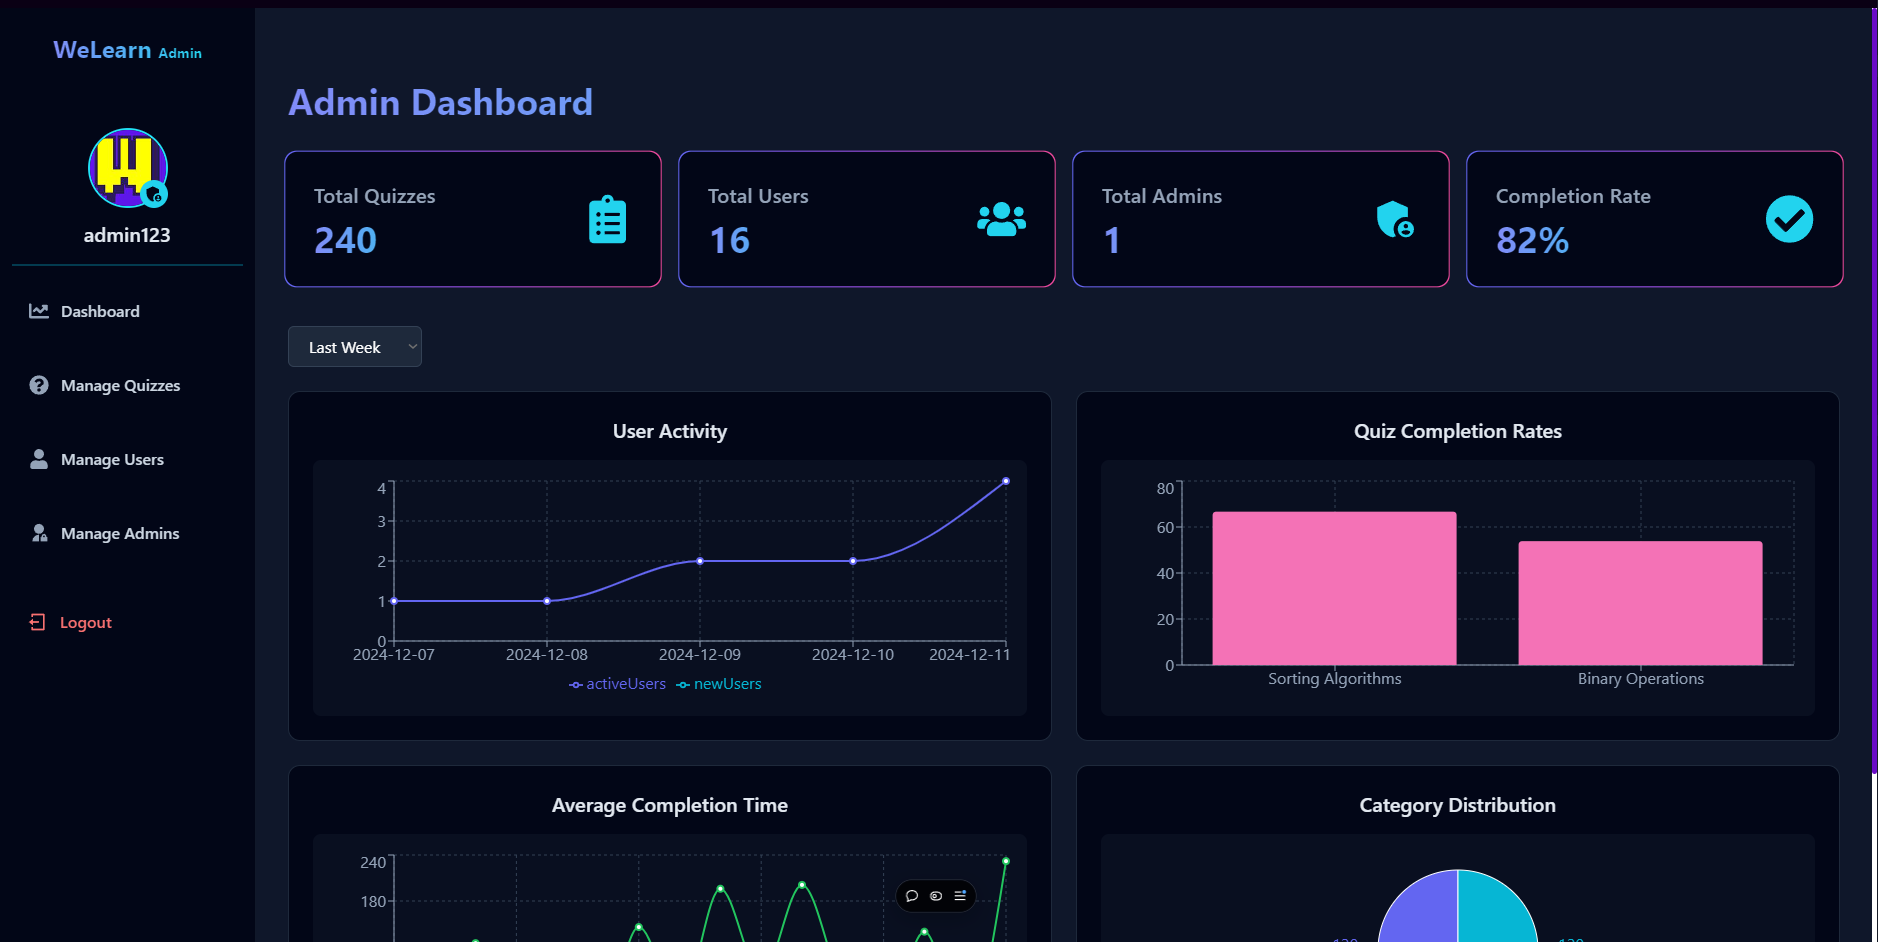 WeLearn Admin
admin123
Dashboard
Manage Quizzes
Manage Users
Manage Admins
Logout
Admin Dashboard
Total Quizzes
240
Total Users
16
Total Admins
1
Completion Rate
82%
Last Week
User Activity
4
3
2
1
0
2024-12-07 2024-12-08 2024-12-09 2024-12-10 2024-12-11
activeUsers newUsers
Quiz Completion Rates
80
60
40
20
0
Sorting Algorithms Binary Operations
Average Completion Time
240
180
Category Distribution